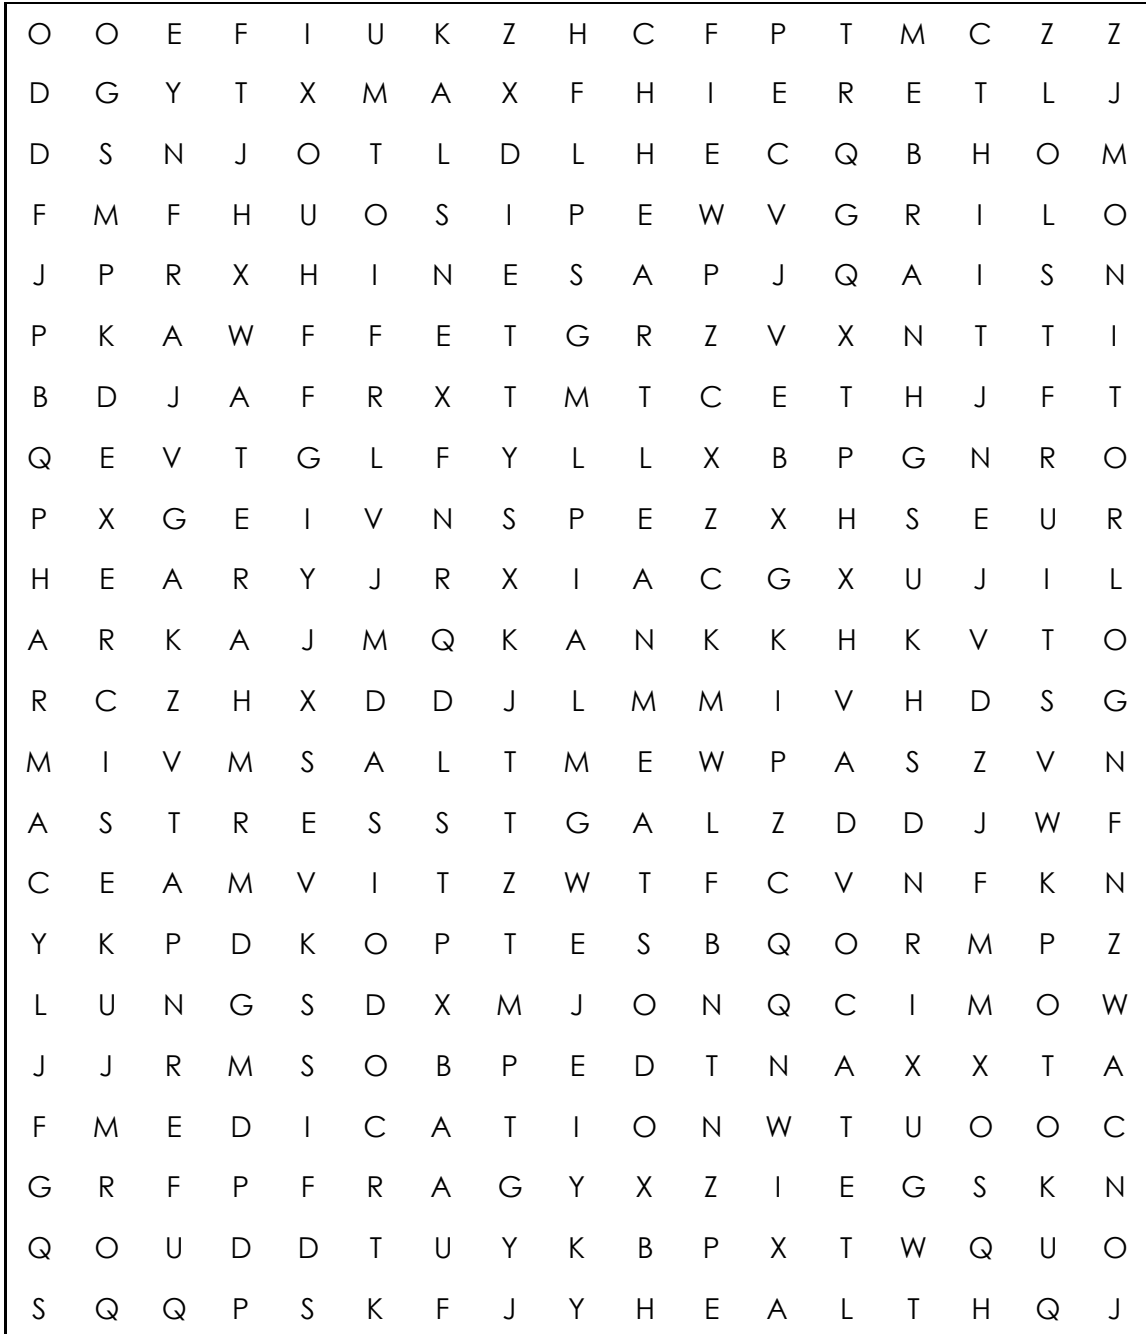 O O E F I U K Z H C F P T M C Z Z
D G Y T X M A X F H I E R E T L J
D S N J O T L D L H E C Q B H O M
F M F H U O S I P E W V G R I L O
J P R X H I N E S A P J Q A I S N
P K A W F F E T G R Z V X N T T I
B D J A F R X T M T C E T H J F T
Q E V T G L F Y L L X B P G N R O
P X G E I V N S P E Z X H S E U R
H E A R Y J R X I A C G X U J I L
A R K A J M Q K A N K K H K V T O
R C Z H X D D J L M M I V H D S G
M I V M S A L T M E W P A S Z V N
A S T R E S S T G A L Z D D J W F
C E A M V I T Z W T F C V N F K N
Y K P D K O P T E S B Q O R M P Z
L U N G S D X M J O N Q C I M O W
J J R M S O B P E D T N A X X T A
F M E D I C A T I O N W T U O O C
G R F P F R A G Y X Z I E G S K N
Q O U D D T U Y K B P X T W Q U O
S Q Q P S K F J Y H E A L T H Q J